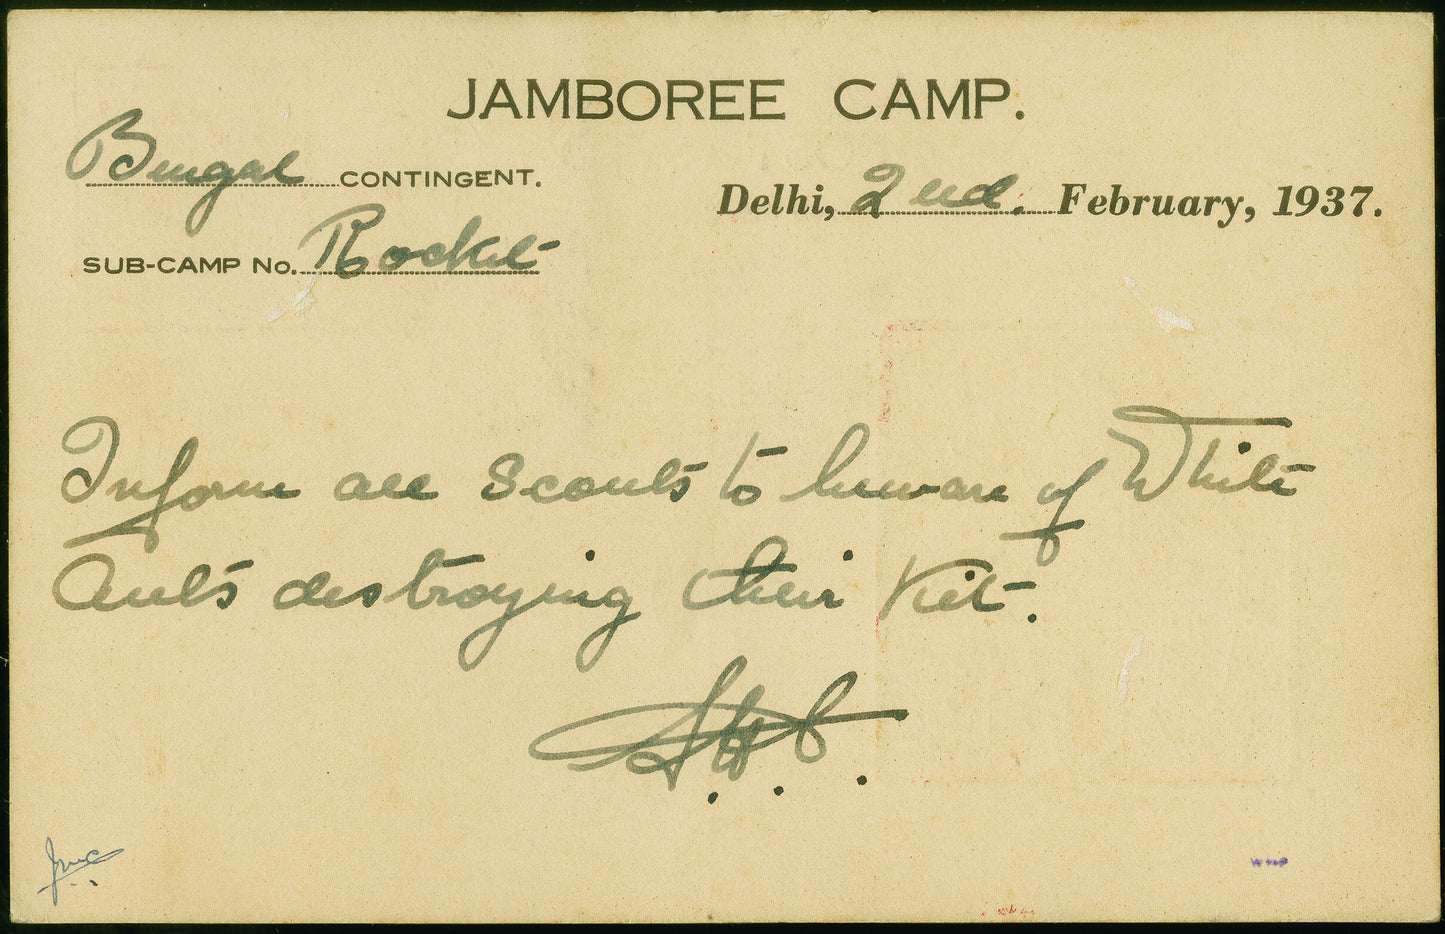 JAMBOREE CAMP.
Bengal CONTINGENT.
Delhi, 2nd. February, 1937.
SUB-CAMP No. Rocket
Inform all Scouts to beware of White
Ants destroying their Kit.
S.H.C.